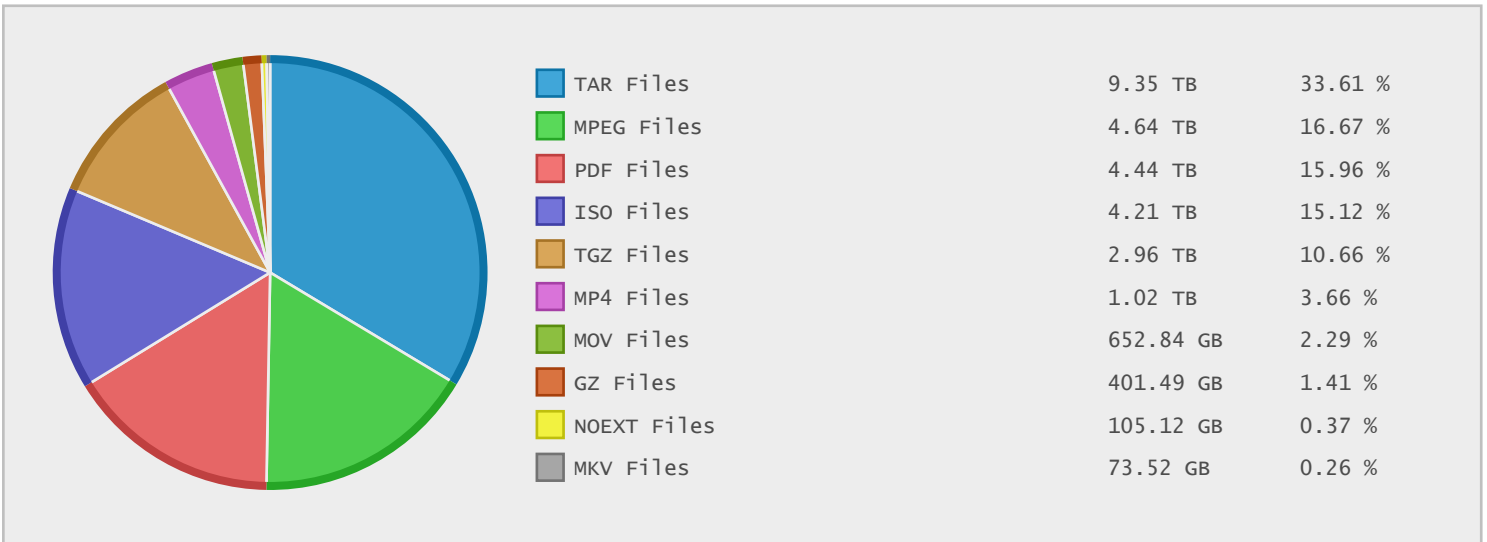 TAR Files 9.35 TB 33.61 %
MPEG Files 4.64 TB 16.67 %
PDF Files 4.44 TB 15.96 %
ISO Files 4.21 TB 15.12 %
TGZ Files 2.96 TB 10.66 %
MP4 Files 1.02 TB 3.66 %
MOV Files 652.84 GB 2.29 %
GZ Files 401.49 GB 1.41 %
NOEXT Files 105.12 GB 0.37 %
MKV Files 73.52 GB 0.26 %